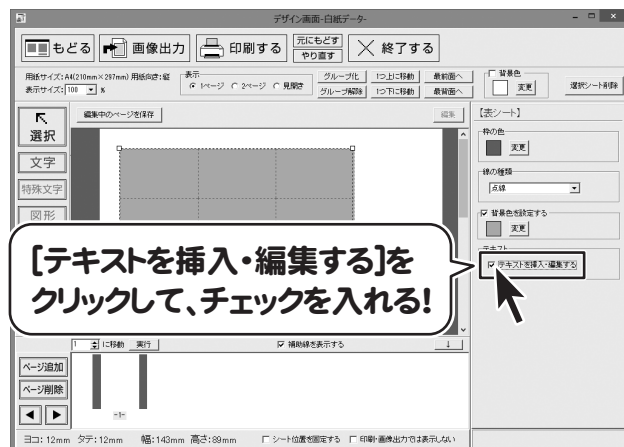 デザイン画面-白紙データ-
もどる 画像出力 印刷する 元にもどす やり直す 終了する
用紙サイズ:A4(210mm×297mm) 用紙向き:縦
表示サイズ: 100 %
表示
1ページ 2ページ 見開き
グループ化 1つ上に移動 最前面へ
グループ解除 1つ下に移動 最背面へ
背景色
変更
選択シート削除
選択
文字
特殊文字
図形
編集中のページを保存 編集
【表シート】
枠の色
変更
線の種類
点線
背景色を設定する
変更
テキスト
テキストを挿入・編集する
[テキストを挿入・編集する]を
クリックして、チェックを入れる!
1 に移動 実行 補助線を表示する ↓
ページ追加
ページ削除
-1-
ヨコ: 12mm タテ:12mm 幅:143mm 高さ:89mm シート位置を固定する 印刷・画像出力では表示しない